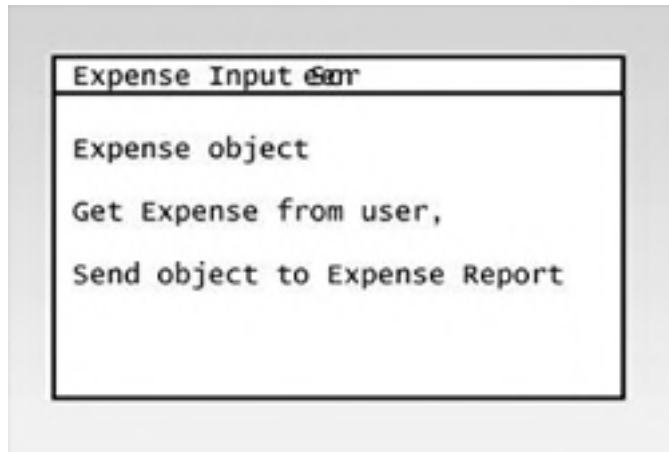 Expense Input
Expense object
Get Expense from user,
Send object to Expense Report